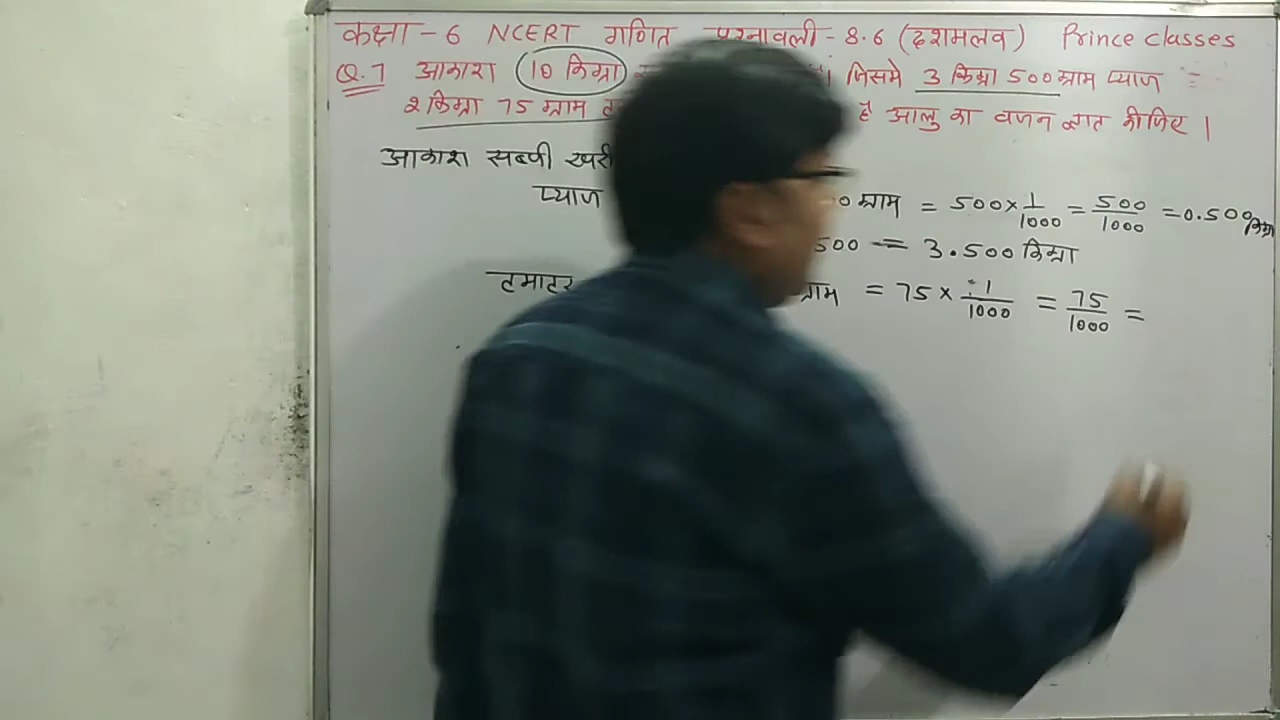 कक्षा - 6 NCERT गणित प्रश्नावली - 8.6 (दशमलव) Prince classes
Q.7 आकाश 10 किग्रा जिसमे 3 किग्रा 500 ग्राम प्याज
2 किग्रा 75 ग्राम है आलु का वजन ज्ञात कीजिए।
आकाश सब्जी
प्याज ग्राम = 500 × 1/1000 = 500/1000 = 0.500 किग्रा
500 = 3.500 किग्रा
टमाटर ग्राम = 75 × 1/1000 = 75/1000 =